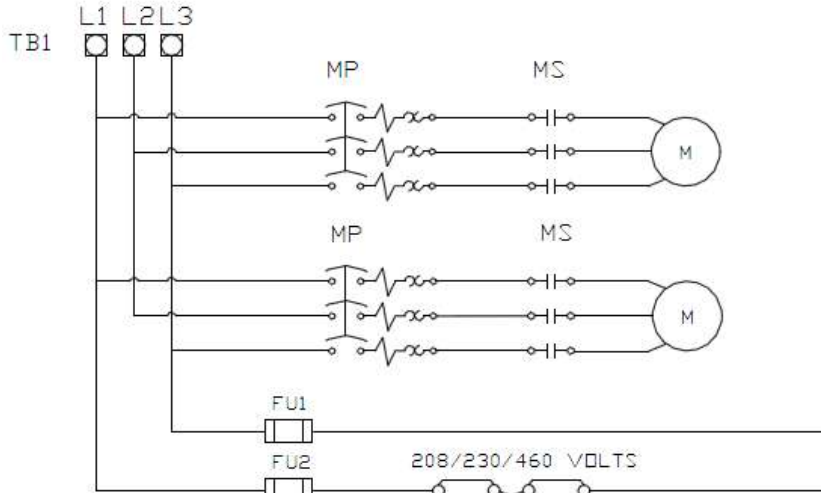 L1 L2 L3
TB1
MP MS
M
MP MS
M
FU1
FU2 208/230/460 VOLTS